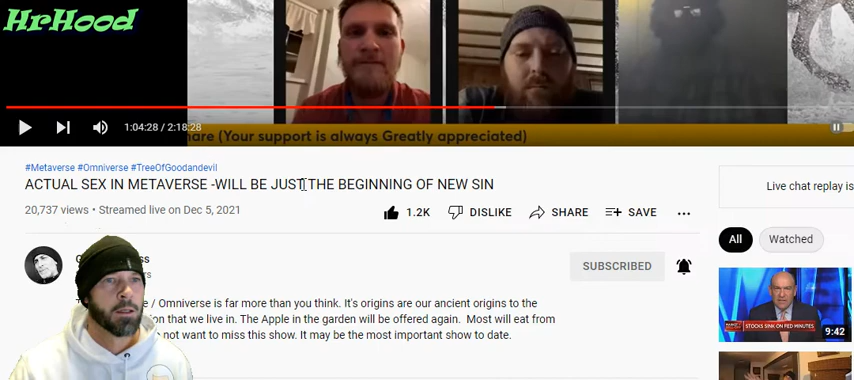 HrHood
1:04:28 / 2:18:28
are (Your support is always Greatly appreciated)
#Metaverse #Omniverse #TreeOfGoodandevil
ACTUAL SEX IN METAVERSE -WILL BE JUST THE BEGINNING OF NEW SIN
20,737 views • Streamed live on Dec 5, 2021
1.2K DISLIKE SHARE SAVE
Live chat replay is
All Watched
SUBSCRIBED
/ Omniverse is far more than you think. It's origins are our ancient origins to the
that we live in. The Apple in the garden will be offered again. Most will eat from
not want to miss this show. It may be the most important show to date.
STOCKS SINK ON FED MINUTES
9:42